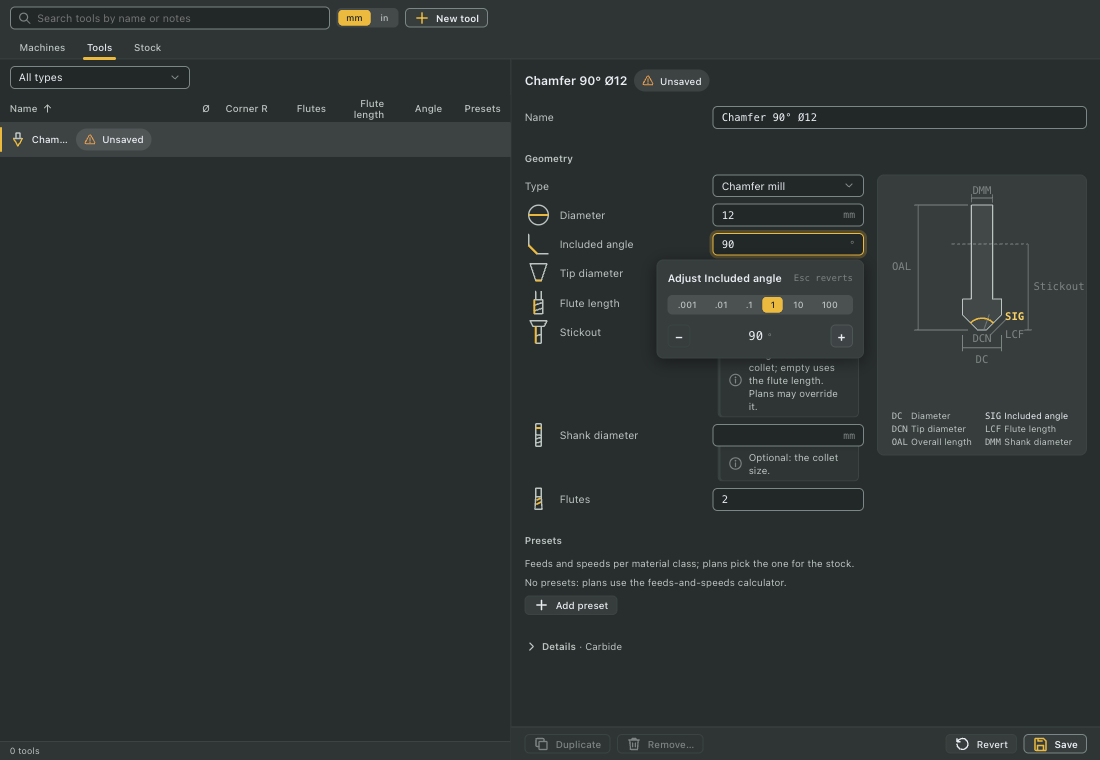 Search tools by name or notes
mm in
New tool
Machines Tools Stock
All types
Name Ø Corner R Flutes Flute length Angle Presets
Cham... Unsaved
0 tools
Chamfer 90° Ø12 Unsaved
Name Chamfer 90° Ø12
Geometry
Type Chamfer mill
Diameter 12 mm
Included angle 90 °
Tip diameter
Flute length
Stickout
Adjust Included angle Esc reverts
.001 .01 .1 1 10 100
− 90 ° +
collet; empty uses
the flute length.
Plans may override
it.
Shank diameter mm
Optional: the collet
size.
Flutes 2
DMM
OAL
Stickout
SIG
LCF
DCN
DC
DC Diameter SIG Included angle
DCN Tip diameter LCF Flute length
OAL Overall length DMM Shank diameter
Presets
Feeds and speeds per material class; plans pick the one for the stock.
No presets: plans use the feeds-and-speeds calculator.
Add preset
Details · Carbide
Duplicate Remove... Revert Save